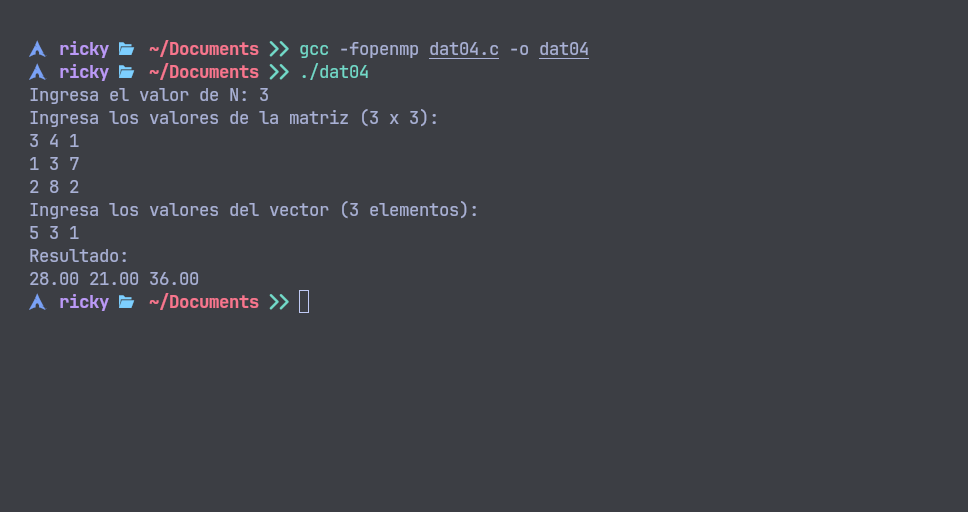 ricky ~/Documents >> gcc -fopenmp dat04.c -o dat04
ricky ~/Documents >> ./dat04
Ingresa el valor de N: 3
Ingresa los valores de la matriz (3 x 3):
3 4 1
1 3 7
2 8 2
Ingresa los valores del vector (3 elementos):
5 3 1
Resultado:
28.00 21.00 36.00
ricky ~/Documents >>